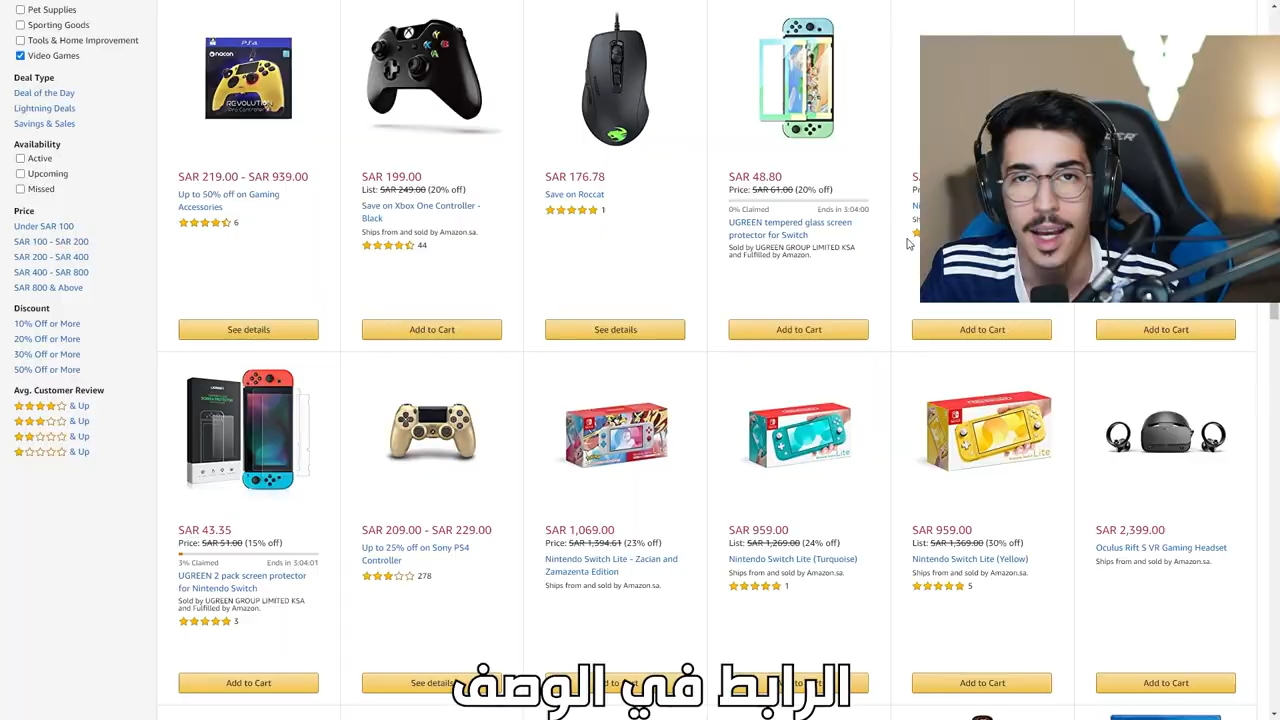 Pet Supplies
Sporting Goods
Tools & Home Improvement
Video Games
Deal Type
Deal of the Day
Lightning Deals
Savings & Sales
Availability
Active
Upcoming
Missed
Price
Under SAR 100
SAR 100 - SAR 200
SAR 200 - SAR 400
SAR 400 - SAR 800
SAR 800 & Above
Discount
10% Off or More
20% Off or More
30% Off or More
50% Off or More
Avg. Customer Review
& Up
& Up
& Up
& Up
PS4
nacon
REVOLUTION
Pro Controller
SAR 219.00 - SAR 939.00
Up to 50% off on Gaming
Accessories
6
See details
SAR 199.00
List: SAR 249.00 (20% off)
Save on Xbox One Controller -
Black
Ships from and sold by Amazon.sa.
44
Add to Cart
SAR 176.78
Save on Roccat
1
See details
SAR 48.80
Price: SAR 61.00 (20% off)
0% Claimed Ends in 3:04:00
UGREEN tempered glass screen
protector for Switch
Sold by UGREEN GROUP LIMITED KSA
and Fulfilled by Amazon.
Add to Cart
Add to Cart
Add to Cart
SAR 43.35
Price: SAR 51.00 (15% off)
3% Claimed Ends in 3:04:01
UGREEN 2 pack screen protector
for Nintendo Switch
Sold by UGREEN GROUP LIMITED KSA
and Fulfilled by Amazon.
3
Add to Cart
SAR 209.00 - SAR 229.00
Up to 25% off on Sony PS4
Controller
278
See details
SAR 1,069.00
Price: SAR 1,394.61 (23% off)
Nintendo Switch Lite - Zacian and
Zamazenta Edition
Ships from and sold by Amazon.sa.
SAR 959.00
List: SAR 1,269.00 (24% off)
Nintendo Switch Lite (Turquoise)
Ships from and sold by Amazon.sa.
1
SAR 959.00
List: SAR 1,369.00 (30% off)
Nintendo Switch Lite (Yellow)
Ships from and sold by Amazon.sa.
5
Add to Cart
SAR 2,399.00
Oculus Rift S VR Gaming Headset
Ships from and sold by Amazon.sa.
Add to Cart
الرابط في الوصف